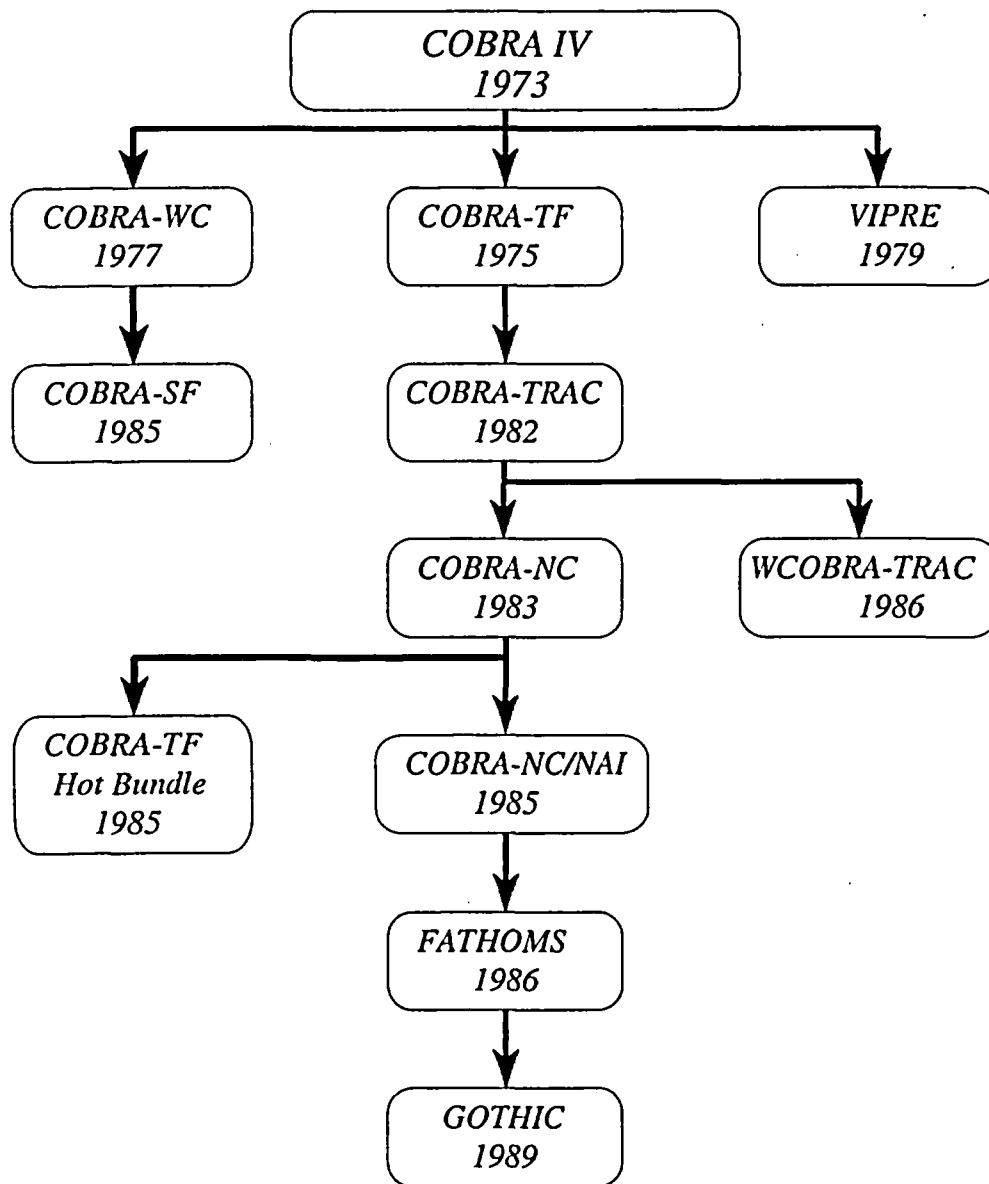 COBRA IV
1973
COBRA-WC
1977
COBRA-TF
1975
VIPRE
1979
COBRA-SF
1985
COBRA-TRAC
1982
COBRA-NC
1983
WCOBRA-TRAC
1986
COBRA-TF
Hot Bundle
1985
COBRA-NC/NAI
1985
FATHOMS
1986
GOTHIC
1989